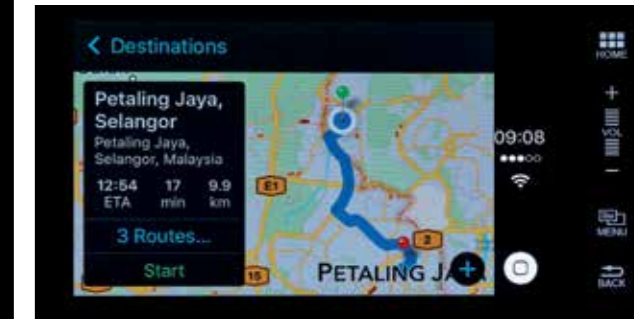 Destinations
Petaling Jaya,
Selangor
Petaling Jaya,
Selangor, Malaysia
12:54 17 9.9
ETA min km
3 Routes...
Start
E1
2
15
PETALING J
09:08
HOME
+
VOL
−
MENU
BACK